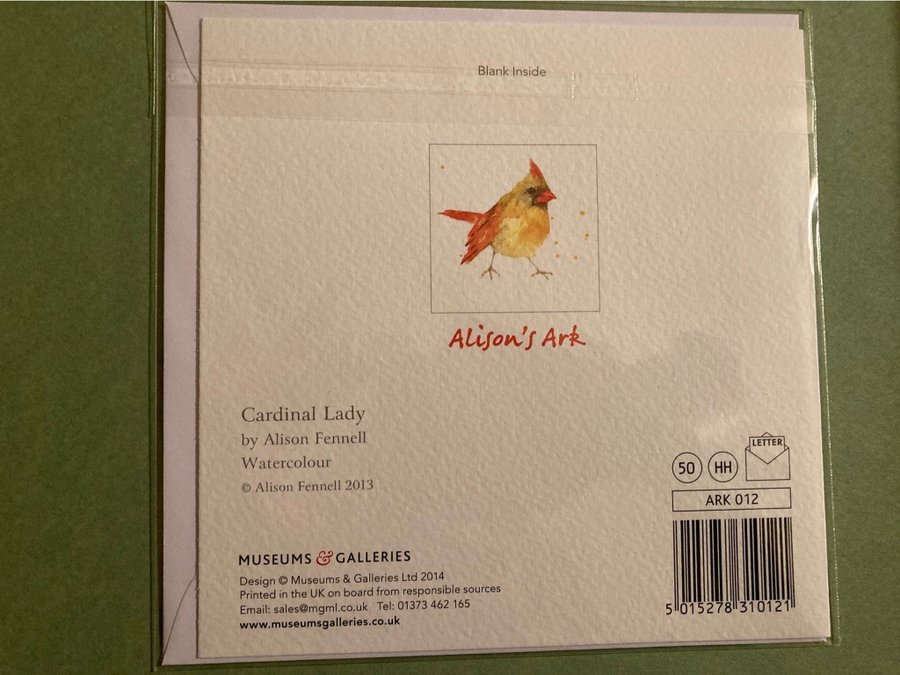 Blank Inside
Alison's Ark
Cardinal Lady
by Alison Fennell
Watercolour
© Alison Fennell 2013
50 HH LETTER
ARK 012
MUSEUMS & GALLERIES
Design © Museums & Galleries Ltd 2014
Printed in the UK on board from responsible sources
Email: sales@mgml.co.uk Tel: 01373 462 165
www.museumsgalleries.co.uk
5 015278 310121